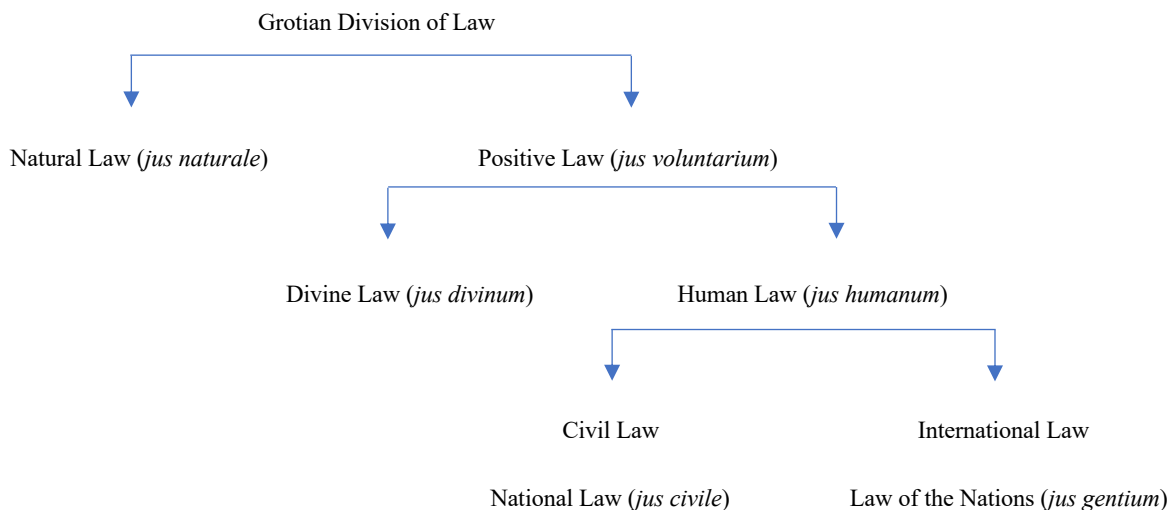 Grotian Division of Law
Natural Law (jus naturale)
Positive Law (jus voluntarium)
Divine Law (jus divinum)
Human Law (jus humanum)
Civil Law
International Law
National Law (jus civile)
Law of the Nations (jus gentium)